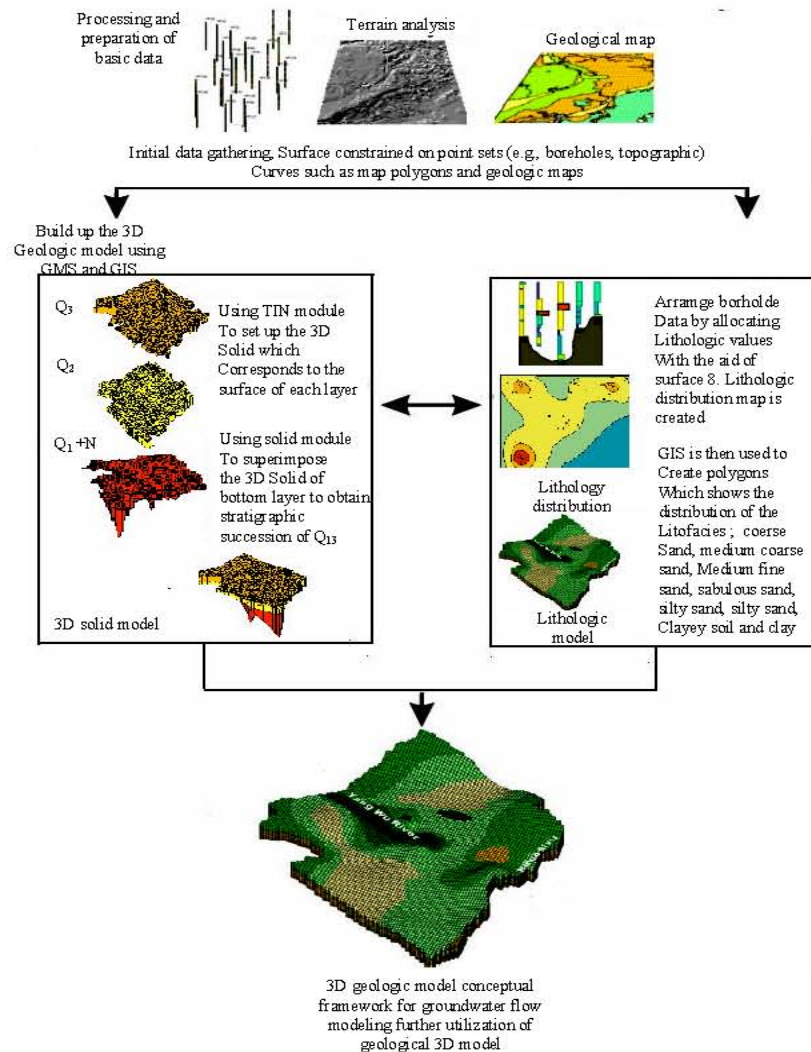 Processing and
preparation of
basic data
Terrain analysis
Geological map
Initial data gathering, Surface constrained on point sets (e.g., boreholes, topographic)
Curves such as map polygons and geologic maps
Build up the 3D
Geologic model using
GMS and GIS
Q3
Using TIN module
To set up the 3D
Solid which
Corresponds to the
surface of each layer
Q2
Q1 +N
Using solid module
To superimpose
the 3D Solid of
bottom layer to obtain
stratigraphic
succession of Q13
3D solid model
Arramge borholde
Data by allocating
Lithologic values
With the aid of
surface 8. Lithologic
distribution map is
created
Lithology
distribution
Lithologic
model
GIS is then used to
Create polygons
Which shows the
distribution of the
Litofacies ; coerse
Sand, medium coarse
sand, Medium fine
sand, sabulous sand,
silty sand, silty sand,
Clayey soil and clay
Yang Wu River
3D geologic model conceptual
framework for groundwater flow
modeling further utilization of
geological 3D model